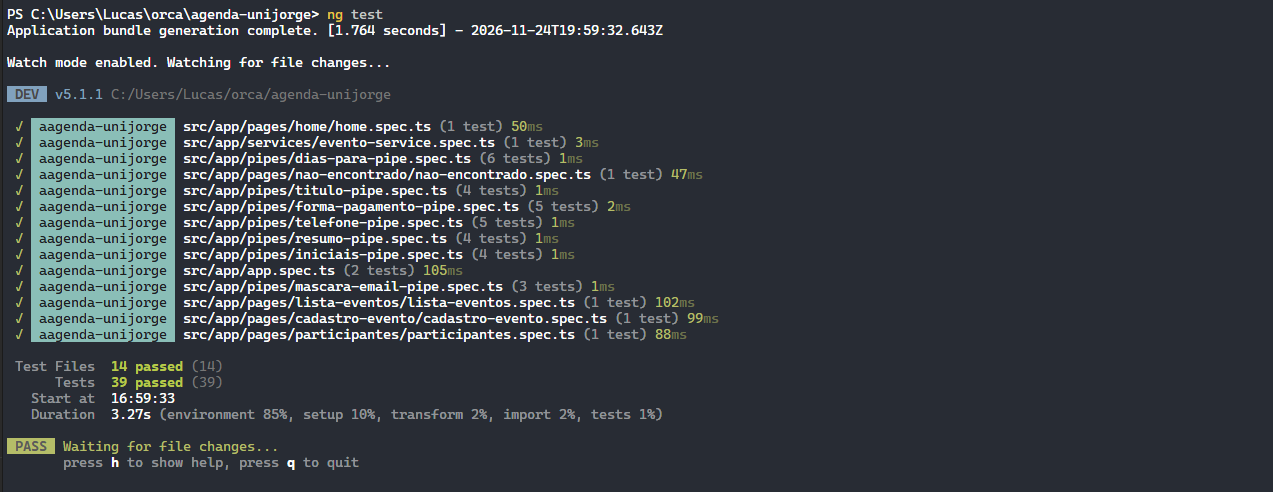 PS C:\Users\Lucas\orca\agenda-unijorge> ng test
Application bundle generation complete. [1.764 seconds] - 2026-11-24T19:59:32.643Z
Watch mode enabled. Watching for file changes...
DEV v5.1.1 C:/Users/Lucas/orca/agenda-unijorge
√ aagenda-unijorge src/app/pages/home/home.spec.ts (1 test) 50ms
√ aagenda-unijorge src/app/services/evento-service.spec.ts (1 test) 3ms
√ aagenda-unijorge src/app/pipes/dias-para-pipe.spec.ts (6 tests) 1ms
√ aagenda-unijorge src/app/pages/nao-encontrado/nao-encontrado.spec.ts (1 test) 47ms
√ aagenda-unijorge src/app/pipes/titulo-pipe.spec.ts (4 tests) 1ms
√ aagenda-unijorge src/app/pipes/forma-pagamento-pipe.spec.ts (5 tests) 2ms
√ aagenda-unijorge src/app/pipes/telefone-pipe.spec.ts (5 tests) 1ms
√ aagenda-unijorge src/app/pipes/resumo-pipe.spec.ts (4 tests) 1ms
√ aagenda-unijorge src/app/pipes/iniciais-pipe.spec.ts (4 tests) 1ms
√ aagenda-unijorge src/app/app.spec.ts (2 tests) 105ms
√ aagenda-unijorge src/app/pipes/mascara-email-pipe.spec.ts (3 tests) 1ms
√ aagenda-unijorge src/app/pages/lista-eventos/lista-eventos.spec.ts (1 test) 102ms
√ aagenda-unijorge src/app/pages/cadastro-evento/cadastro-evento.spec.ts (1 test) 99ms
√ aagenda-unijorge src/app/pages/participantes/participantes.spec.ts (1 test) 88ms
Test Files 14 passed (14)
Tests 39 passed (39)
Start at 16:59:33
Duration 3.27s (environment 85%, setup 10%, transform 2%, import 2%, tests 1%)
PASS Waiting for file changes...
press h to show help, press q to quit